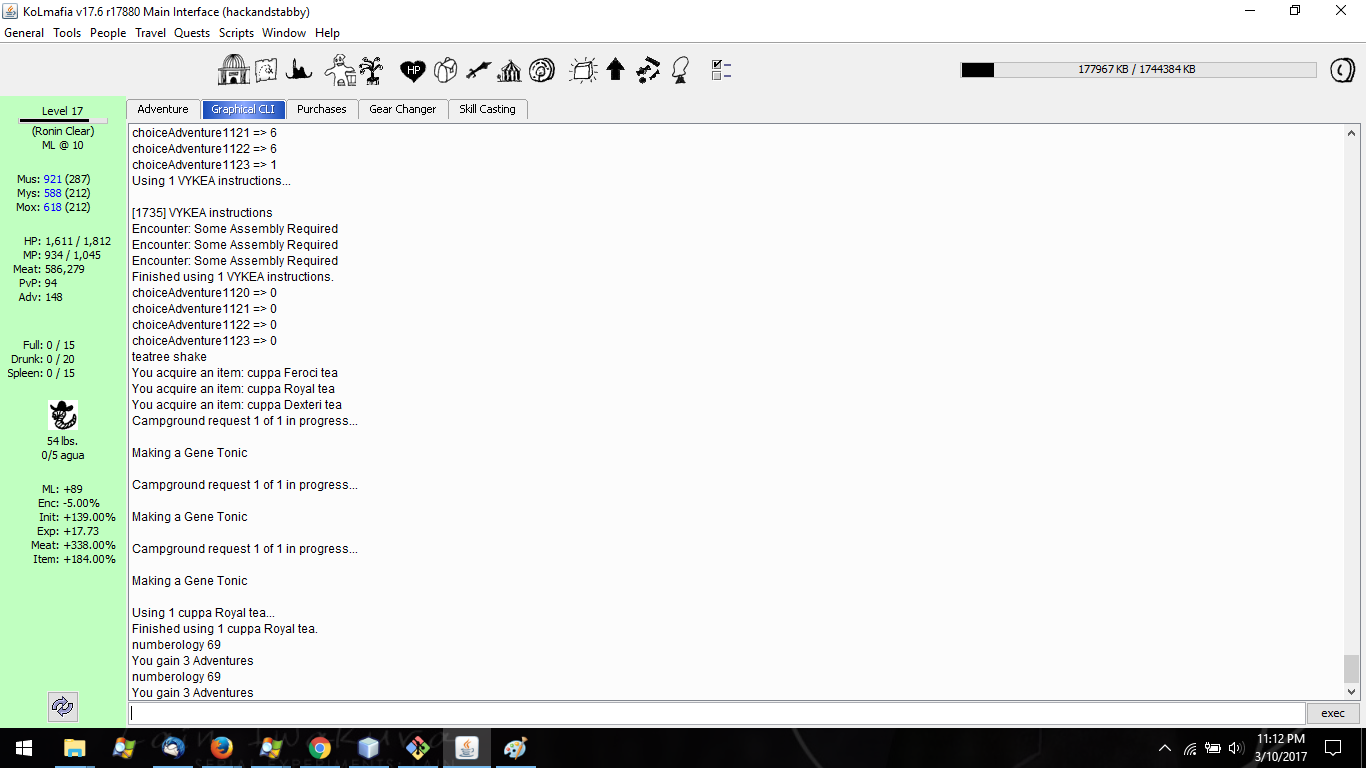 KoLmafia v17.6 r17880 Main Interface (hackandstabby)
General Tools People Travel Quests Scripts Window Help
HP
177967 KB / 1744384 KB
Adventure Graphical CLI Purchases Gear Changer Skill Casting
Level 17
(Ronin Clear)
ML @ 10
Mus: 921 (287)
Mys: 588 (212)
Mox: 618 (212)
HP: 1,611 / 1,812
MP: 934 / 1,045
Meat: 586,279
PvP: 94
Adv: 148
Full: 0 / 15
Drunk: 0 / 20
Spleen: 0 / 15
54 lbs.
0/5 agua
ML: +89
Enc: -5.00%
Init: +139.00%
Exp: +17.73
Meat: +338.00%
Item: +184.00%
choiceAdventure1121 => 6
choiceAdventure1122 => 6
choiceAdventure1123 => 1
Using 1 VYKEA instructions...
[1735] VYKEA instructions
Encounter: Some Assembly Required
Encounter: Some Assembly Required
Encounter: Some Assembly Required
Finished using 1 VYKEA instructions.
choiceAdventure1120 => 0
choiceAdventure1121 => 0
choiceAdventure1122 => 0
choiceAdventure1123 => 0
teatree shake
You acquire an item: cuppa Feroci tea
You acquire an item: cuppa Royal tea
You acquire an item: cuppa Dexteri tea
Campground request 1 of 1 in progress...
Making a Gene Tonic
Campground request 1 of 1 in progress...
Making a Gene Tonic
Campground request 1 of 1 in progress...
Making a Gene Tonic
Using 1 cuppa Royal tea...
Finished using 1 cuppa Royal tea.
numberology 69
You gain 3 Adventures
numberology 69
You gain 3 Adventures
exec
11:12 PM
3/10/2017